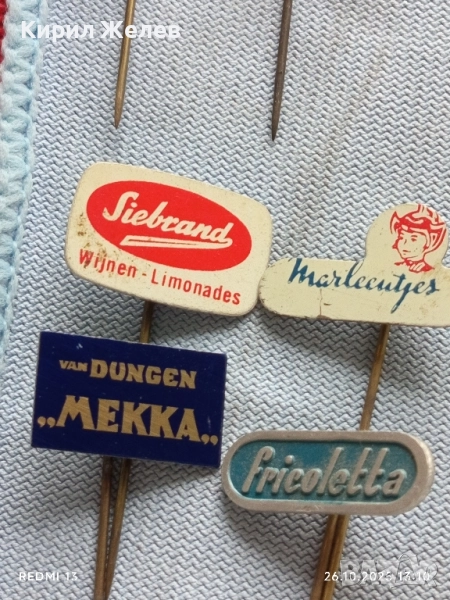 Кирил Желев
Siebrand
Wijnen - Limonades
Marleentjes
van DUNGEN
„MEKKA„
fricoletta
REDMI 13
26.10.2025 17:10